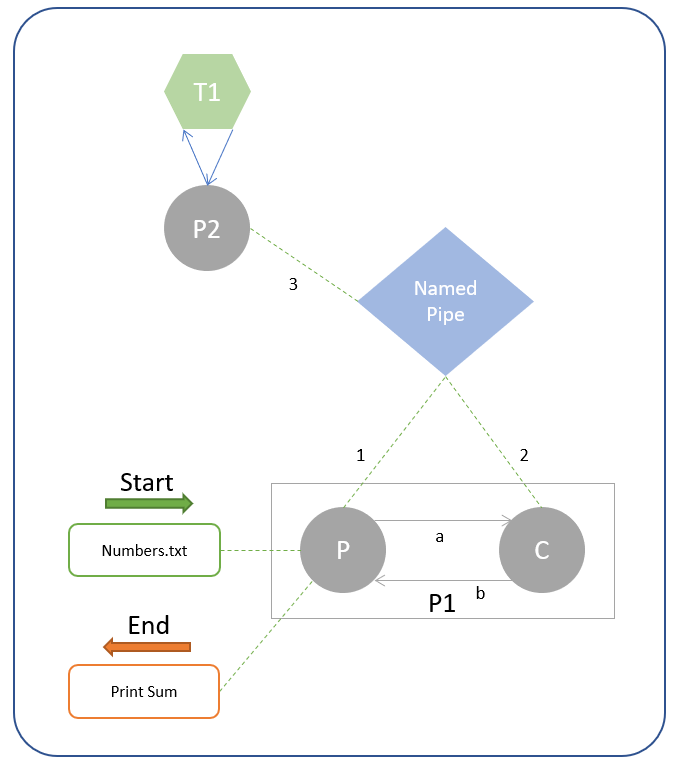 T1
P2
3
Named
Pipe
1
2
Start
Numbers.txt
P
a
C
b
P1
End
Print Sum